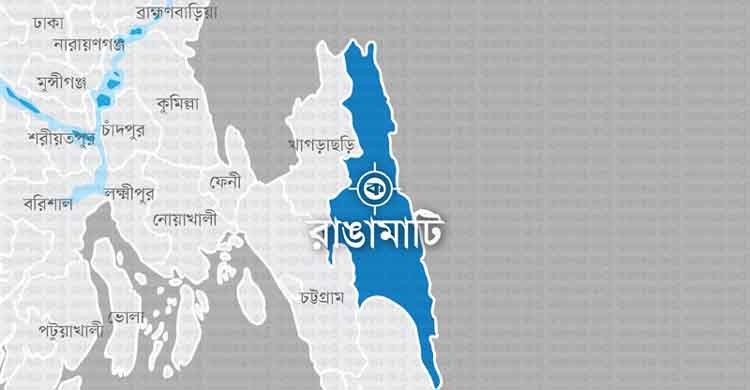 ব্রাহ্মণবাড়িয়া
ঢাকা
নারায়ণগঞ্জ
মুন্সীগঞ্জ
কুমিল্লা
শরীয়তপুর
চাঁদপুর
খাগড়াছড়ি
ফেনী
বরিশাল
লক্ষ্মীপুর
নোয়াখালী
রাঙামাটি
চট্টগ্রাম
ভোলা
পটুয়াখালী